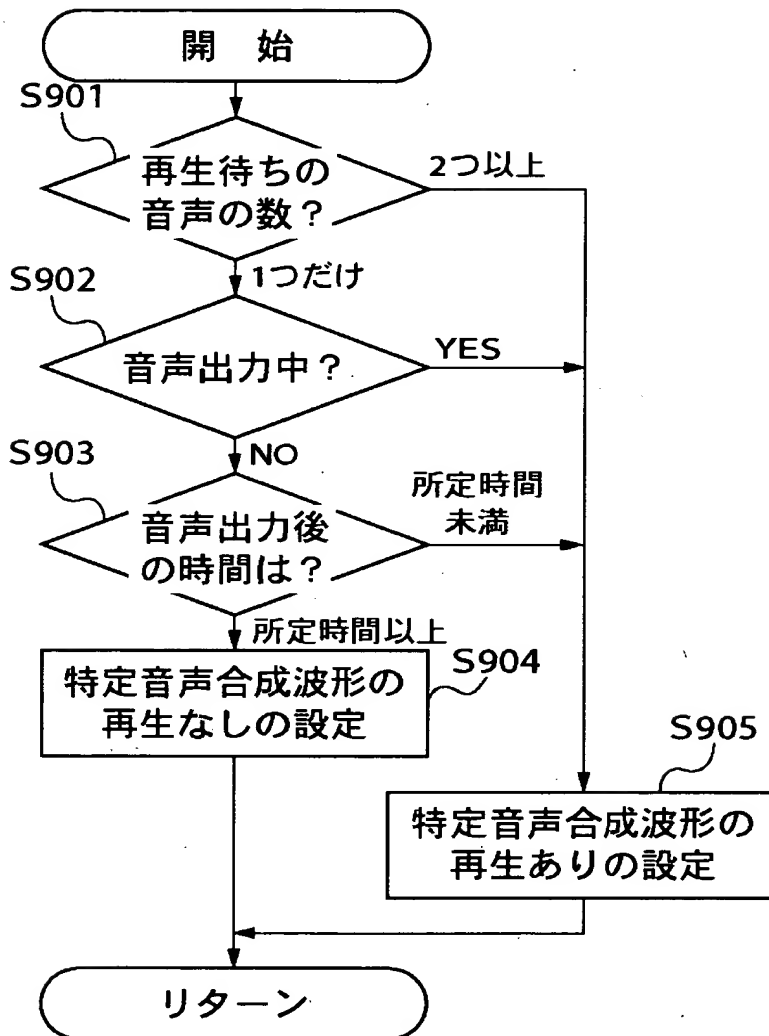 開 始
S901
再生待ちの
音声の数？
2つ以上
1つだけ
S902
音声出力中？
YES
NO
S903
音声出力後
の時間は？
所定時間
未満
所定時間以上
S904
特定音声合成波形の
再生なしの設定
S905
特定音声合成波形の
再生ありの設定
リターン